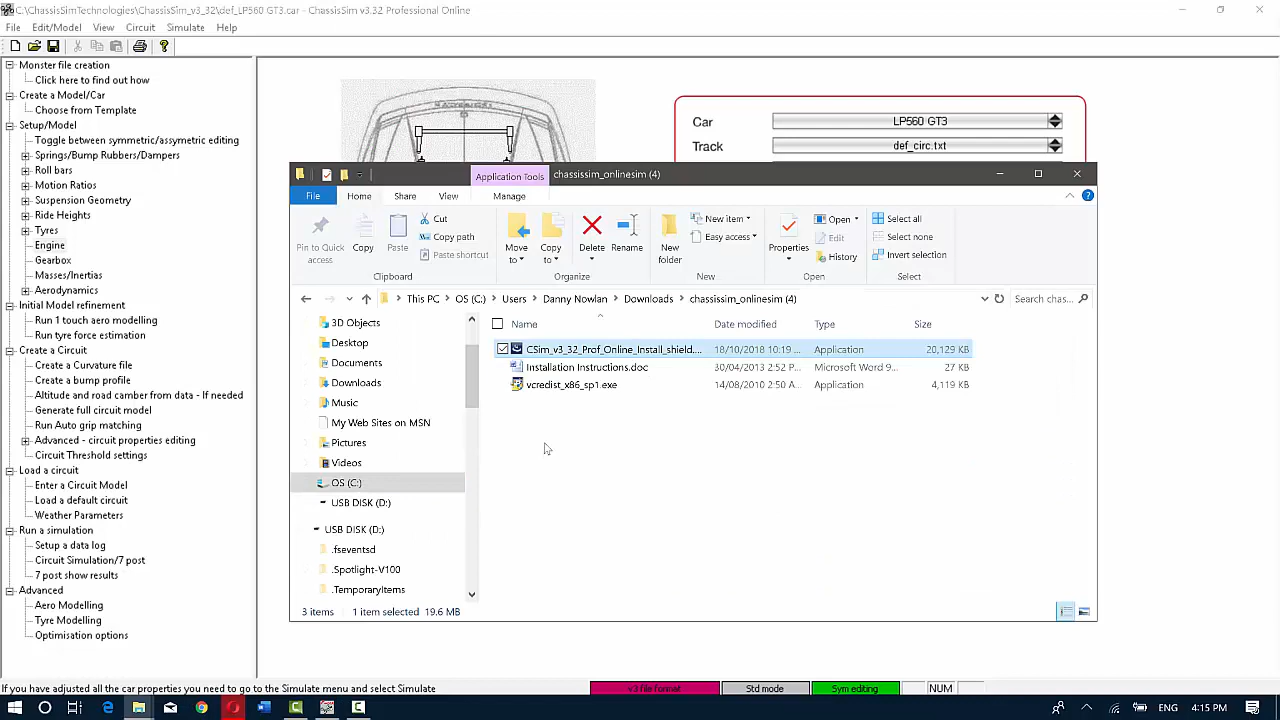 C:\ChassisSimTechnologies\ChassisSim_v3_32\def_LP560 GT3.car - ChassisSim v3.32 Professional Online
File Edit/Model View Circuit Simulate Help
Monster file creation
Click here to find out how
Create a Model/Car
Choose from Template
Setup/Model
Toggle between symmetric/assymetric editing
Springs/Bump Rubbers/Dampers
Roll bars
Motion Ratios
Suspension Geometry
Ride Heights
Tyres
Engine
Gearbox
Masses/Inertias
Aerodynamics
Initial Model refinement
Run 1 touch aero modelling
Run tyre force estimation
Create a Circuit
Create a Curvature file
Create a bump profile
Altitude and road camber from data - If needed
Generate full circuit model
Run Auto grip matching
Advanced - circuit properties editing
Circuit Threshold settings
Load a circuit
Enter a Circuit Model
Load a default circuit
Weather Parameters
Run a simulation
Setup a data log
Circuit Simulation/7 post
7 post show results
Advanced
Aero Modelling
Tyre Modelling
Optimisation options
Car LP560 GT3
Track def_circ.txt
Application Tools chassissim_onlinesim (4)
File Home Share View Manage
Pin to Quick access
Copy
Paste
Cut
Copy path
Paste shortcut
Clipboard
Move to
Copy to
Delete
Rename
Organize
New folder
New item
Easy access
New
Properties
Open
Edit
History
Open
Select all
Select none
Invert selection
Select
This PC OS (C:) Users Danny Nowlan Downloads chassissim_onlinesim (4) Search chas...
3D Objects
Desktop
Documents
Downloads
Music
My Web Sites on MSN
Pictures
Videos
OS (C:)
USB DISK (D:)
USB DISK (D:)
.fseventsd
.Spotlight-V100
.TemporaryItems
Name Date modified Type Size
CSim_v3_32_Prof_Online_Install_shield.... 18/10/2018 10:19 ... Application 20,129 KB
Installation Instructions.doc 30/04/2013 2:52 P... Microsoft Word 9... 27 KB
vcredist_x86_sp1.exe 14/08/2010 2:50 A... Application 4,119 KB
3 items 1 item selected 19.6 MB
If you have adjusted all the car properties you need to go to the Simulate menu and select Simulate
v3 file format Std mode Sym editing NUM
ENG 4:15 PM